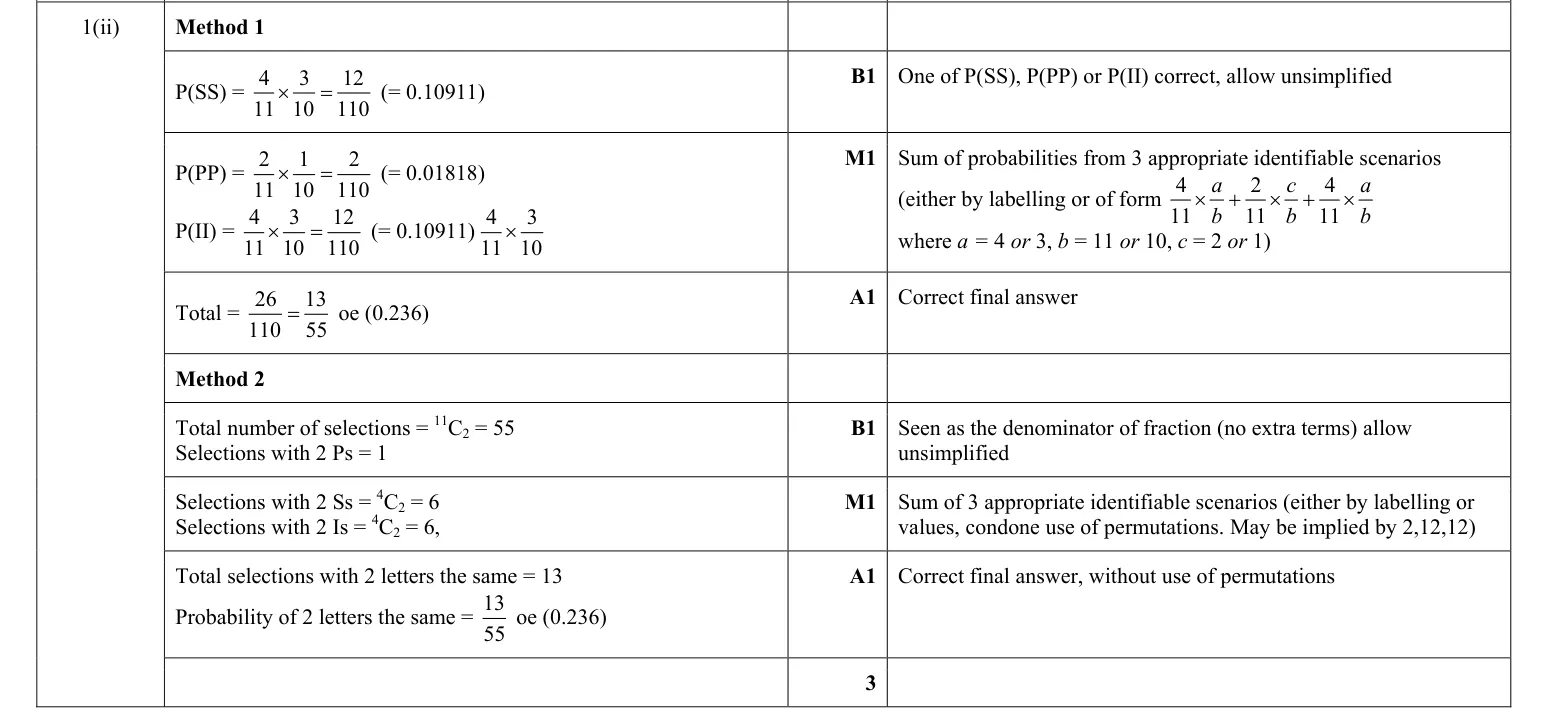 1(ii) Method 1
P(SS) = 4/11 × 3/10 = 12/110 (= 0.10911) B1 One of P(SS), P(PP) or P(II) correct, allow unsimplified
P(PP) = 2/11 × 1/10 = 2/110 (= 0.01818) M1 Sum of probabilities from 3 appropriate identifiable scenarios
(either by labelling or of form 4/11 × a/b + 2/11 × c/b + 4/11 × a/b
P(II) = 4/11 × 3/10 = 12/110 (= 0.10911) 4/11 × 3/10
where a = 4 or 3, b = 11 or 10, c = 2 or 1)
Total = 26/110 = 13/55 oe (0.236) A1 Correct final answer
Method 2
Total number of selections = ¹¹C₂ = 55 B1 Seen as the denominator of fraction (no extra terms) allow
Selections with 2 Ps = 1 unsimplified
Selections with 2 Ss = ⁴C₂ = 6 M1 Sum of 3 appropriate identifiable scenarios (either by labelling or
Selections with 2 Is = ⁴C₂ = 6, values, condone use of permutations. May be implied by 2,12,12)
Total selections with 2 letters the same = 13 A1 Correct final answer, without use of permutations
Probability of 2 letters the same = 13/55 oe (0.236)
3